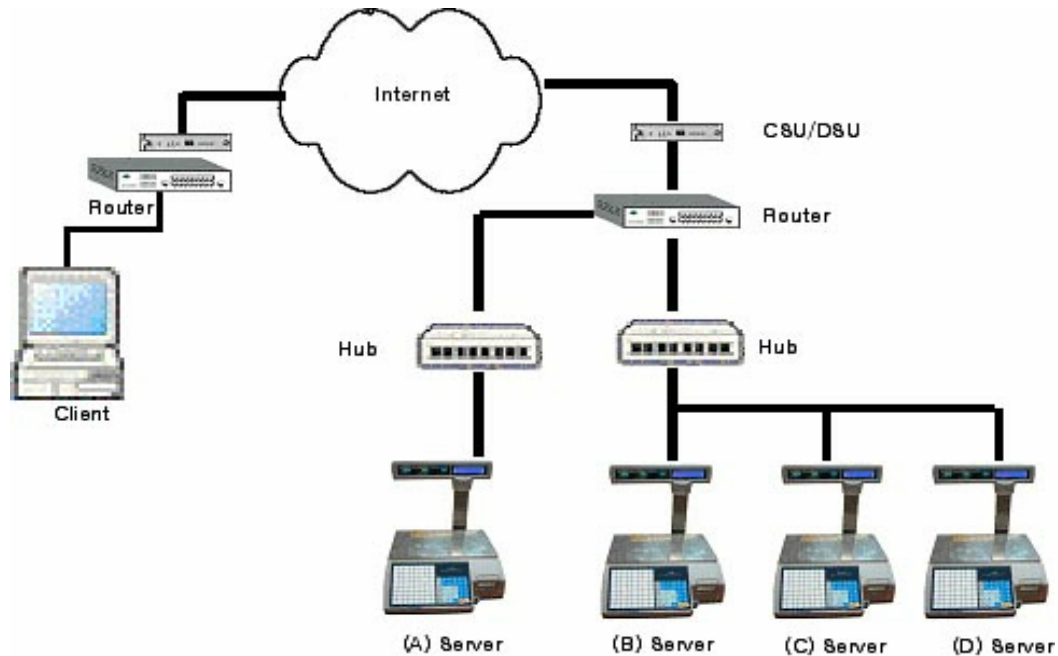 Internet
CSU/DSU
Router
Router
Hub
Hub
Client
(A) Server
(B) Server
(C) Server
(D) Server